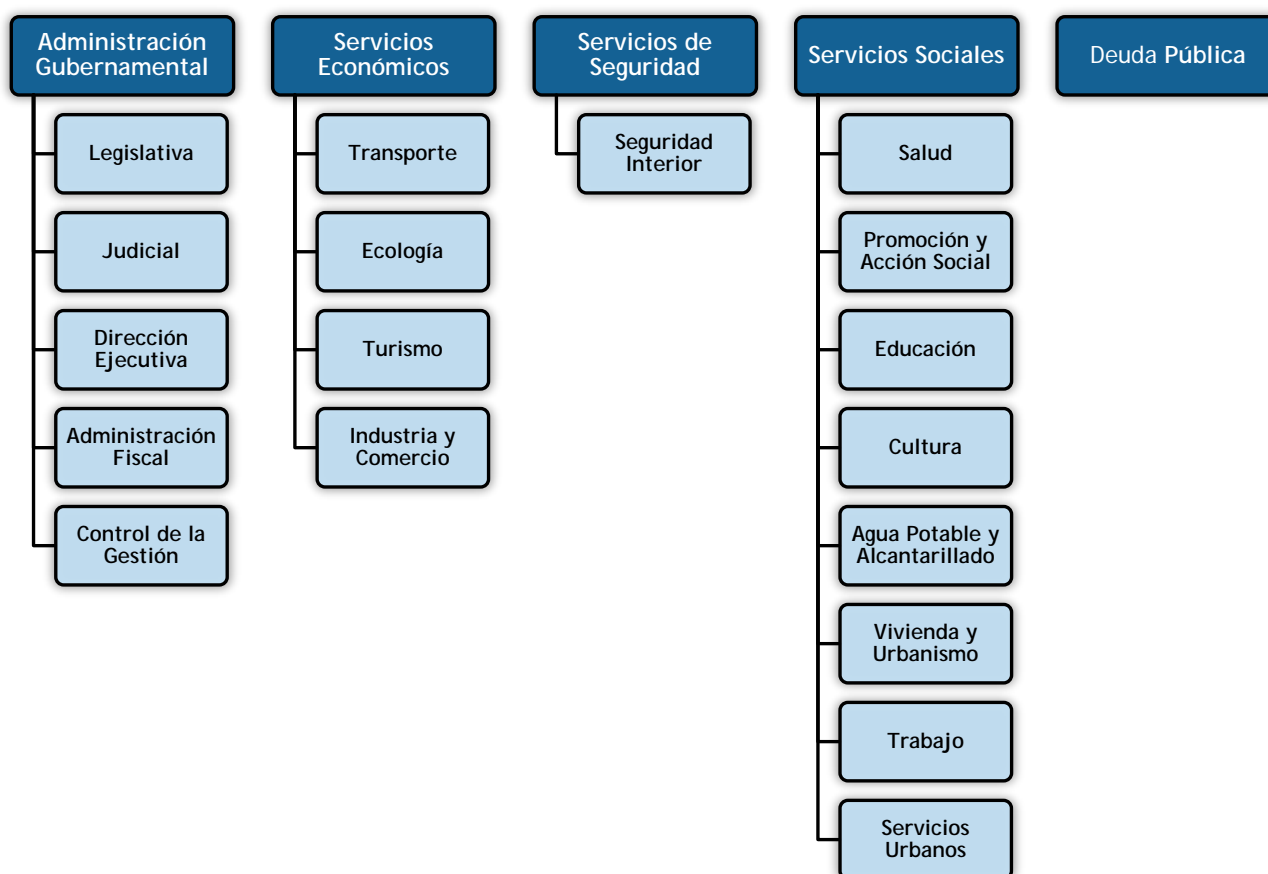 Administración
Gubernamental
Legislativa
Judicial
Dirección
Ejecutiva
Administración
Fiscal
Control de la
Gestión
Servicios
Económicos
Transporte
Ecología
Turismo
Industria y
Comercio
Servicios de
Seguridad
Seguridad
Interior
Servicios Sociales
Salud
Promoción y
Acción Social
Educación
Cultura
Agua Potable y
Alcantarillado
Vivienda y
Urbanismo
Trabajo
Servicios
Urbanos
Deuda Pública